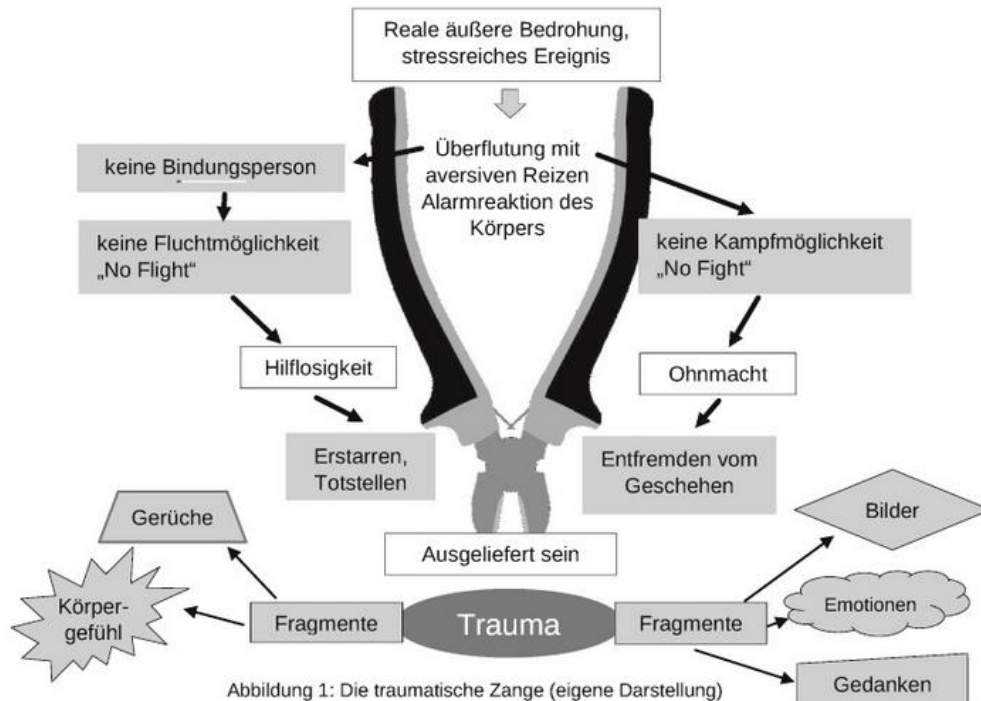 Reale äußere Bedrohung,
stressreiches Ereignis
Überflutung mit
aversiven Reizen
Alarmreaktion des
Körpers
keine Bindungsperson
keine Fluchtmöglichkeit
„No Flight“
keine Kampfmöglichkeit
„No Fight“
Hilflosigkeit
Ohnmacht
Erstarren,
Totstellen
Entfremden vom
Geschehen
Ausgeliefert sein
Gerüche
Körper-
gefühl
Fragmente
Trauma
Fragmente
Bilder
Emotionen
Gedanken
Abbildung 1: Die traumatische Zange (eigene Darstellung)